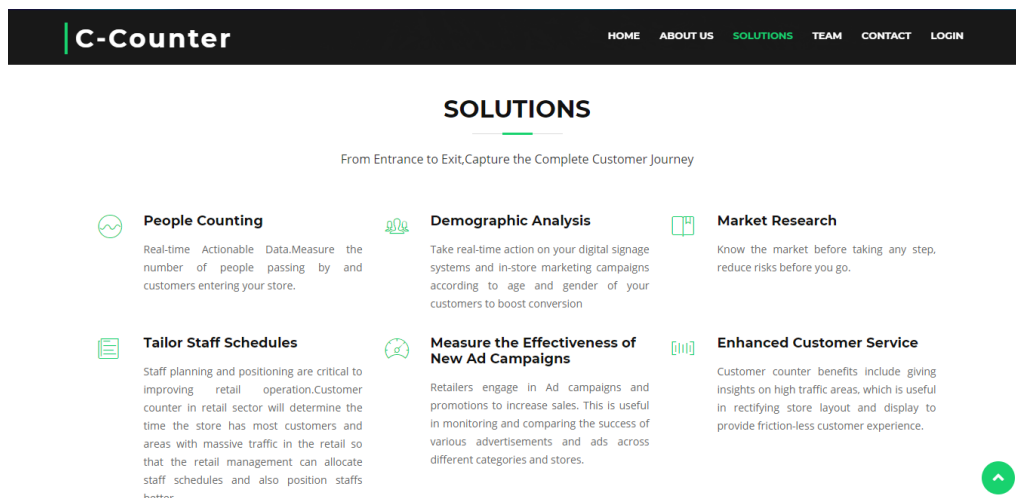 C-Counter
HOME ABOUT US SOLUTIONS TEAM CONTACT LOGIN
SOLUTIONS
From Entrance to Exit,Capture the Complete Customer Journey
People Counting
Real-time Actionable Data.Measure the
number of people passing by and
customers entering your store.
Demographic Analysis
Take real-time action on your digital signage
systems and in-store marketing campaigns
according to age and gender of your
customers to boost conversion
Market Research
Know the market before taking any step,
reduce risks before you go.
Tailor Staff Schedules
Staff planning and positioning are critical to
improving retail operation.Customer
counter in retail sector will determine the
time the store has most customers and
areas with massive traffic in the retail so
that the retail management can allocate
staff schedules and also position staffs
Measure the Effectiveness of
New Ad Campaigns
Retailers engage in Ad campaigns and
promotions to increase sales. This is useful
in monitoring and comparing the success of
various advertisements and ads across
different categories and stores.
Enhanced Customer Service
Customer counter benefits include giving
insights on high traffic areas, which is useful
in rectifying store layout and display to
provide friction-less customer experience.